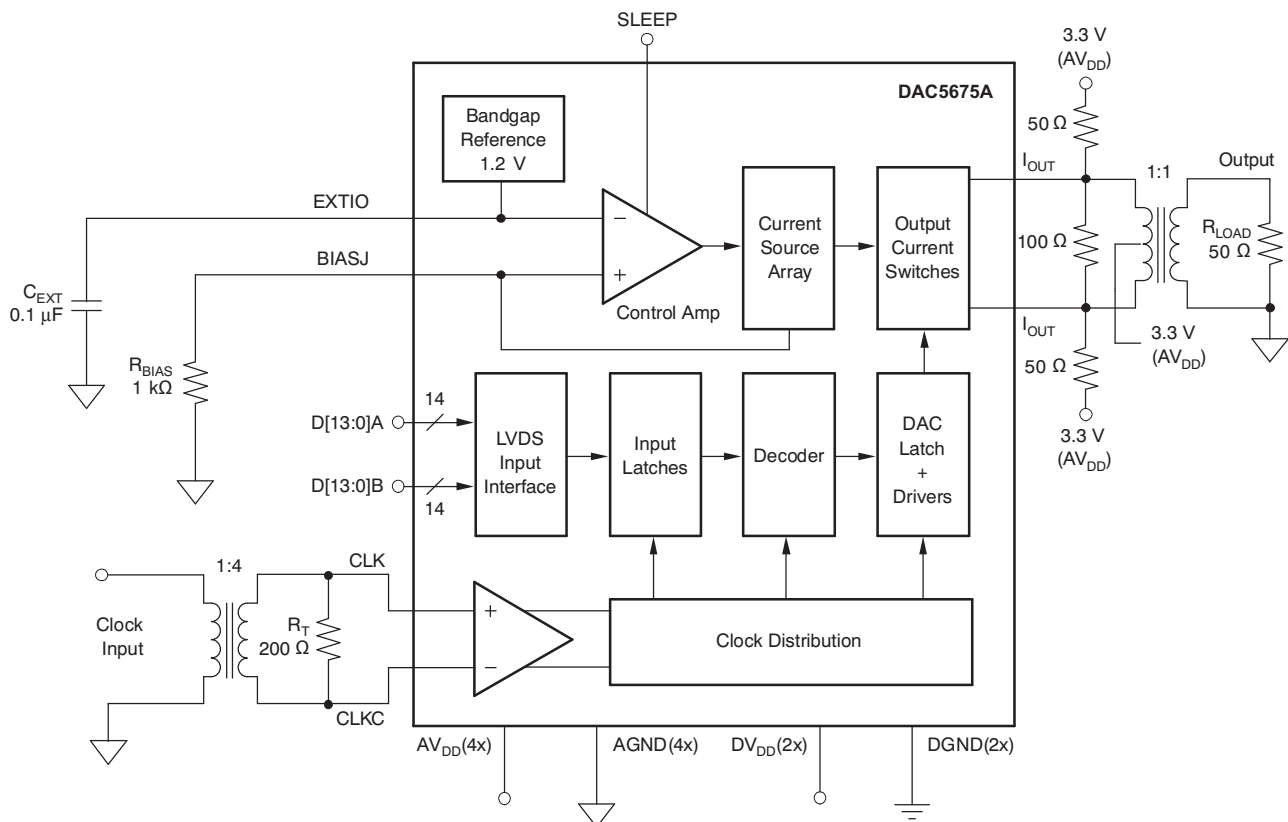 SLEEP
3.3 V
(AVDD)
DAC5675A
Bandgap
Reference
1.2 V
50 Ω
IOUT
1:1
Output
EXTIO
−
Current
Source
Array
Output
Current
Switches
100 Ω
RLOAD
50 Ω
BIASJ
+
CEXT
0.1 μF
Control Amp
IOUT
3.3 V
(AVDD)
RBIAS
1 kΩ
50 Ω
D[13:0]A
14
LVDS
Input
Interface
Input
Latches
Decoder
DAC
Latch
+
Drivers
3.3 V
(AVDD)
D[13:0]B
14
1:4
CLK
Clock
Input
RT
200 Ω
+
−
Clock Distribution
CLKC
AVDD(4x)
AGND(4x)
DVDD(2x)
DGND(2x)